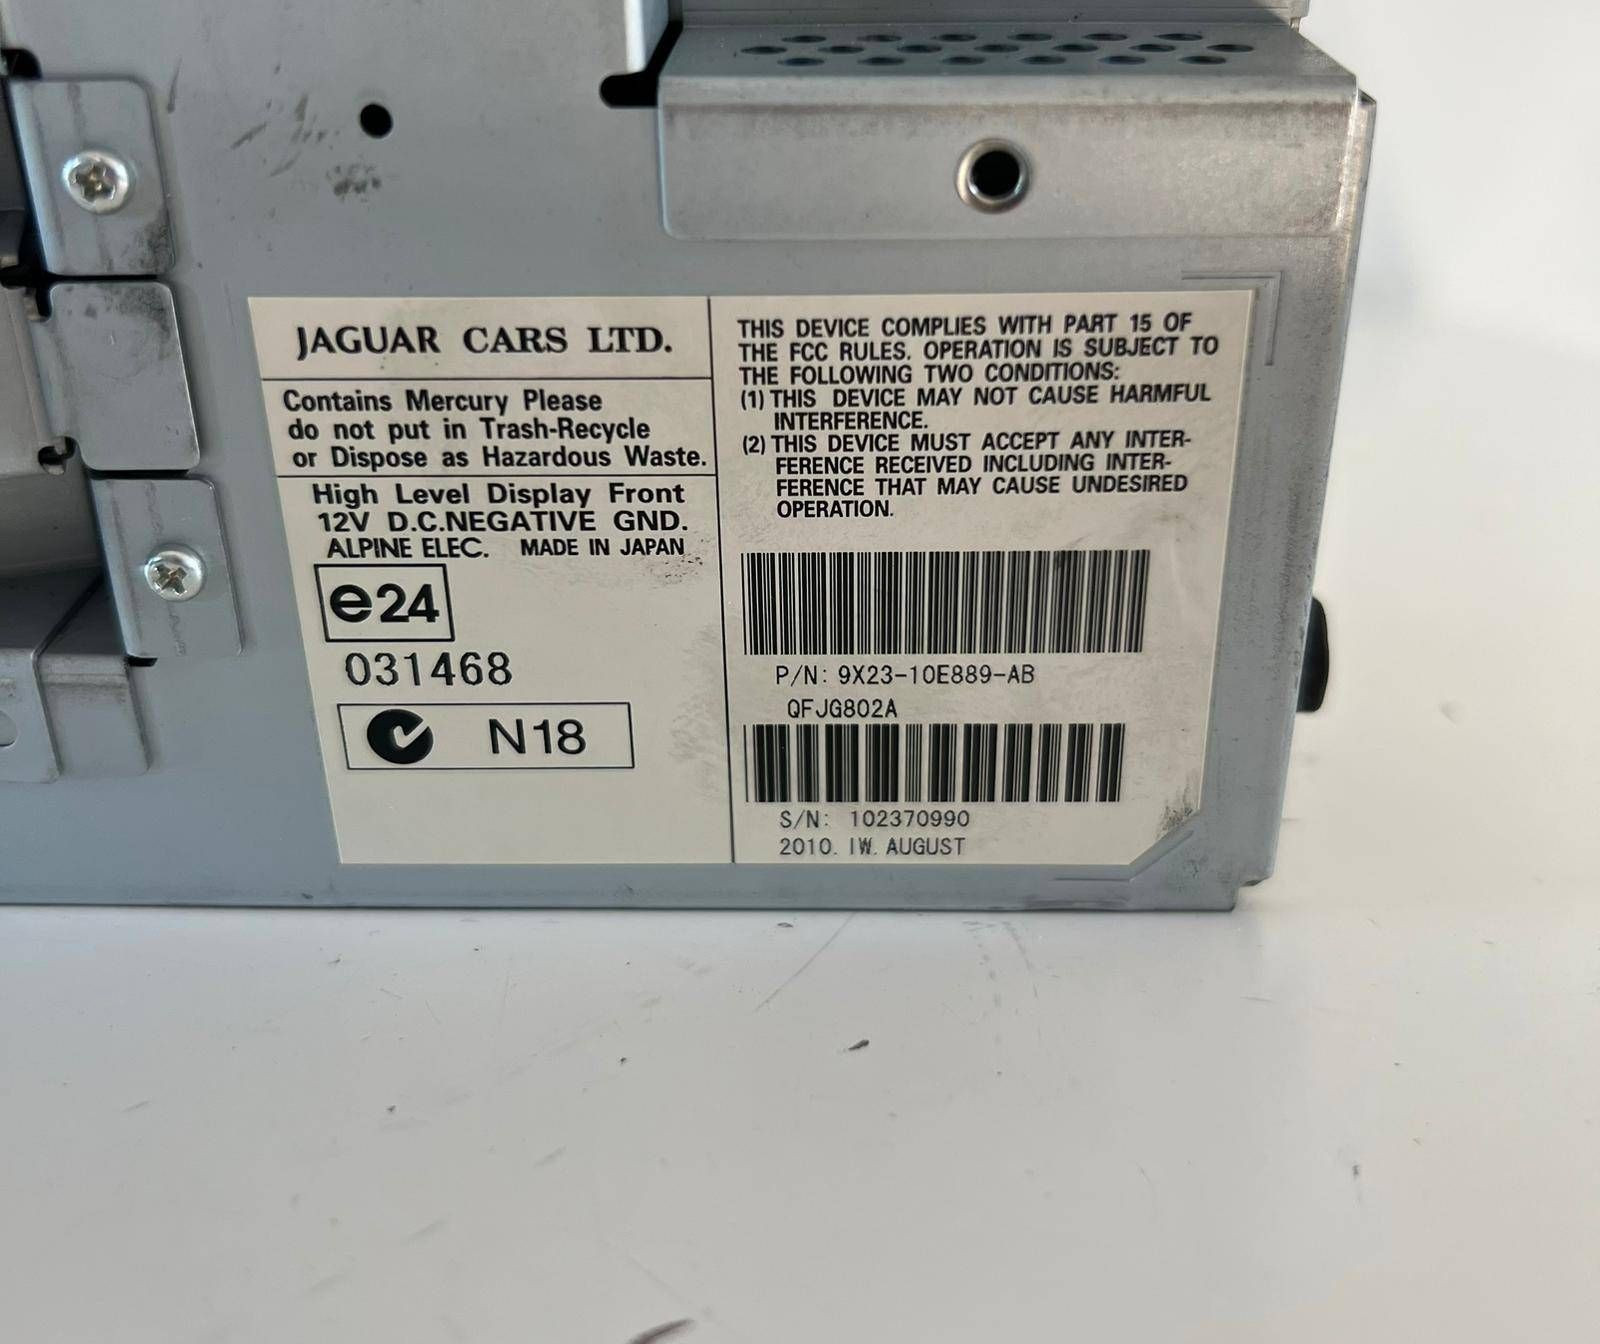 JAGUAR CARS LTD.
Contains Mercury Please
do not put in Trash-Recycle
or Dispose as Hazardous Waste.
High Level Display Front
12V D.C.NEGATIVE GND.
ALPINE ELEC. MADE IN JAPAN
e24
031468
N18
THIS DEVICE COMPLIES WITH PART 15 OF
THE FCC RULES. OPERATION IS SUBJECT TO
THE FOLLOWING TWO CONDITIONS:
(1) THIS DEVICE MAY NOT CAUSE HARMFUL
INTERFERENCE.
(2) THIS DEVICE MUST ACCEPT ANY INTER-
FERENCE RECEIVED INCLUDING INTER-
FERENCE THAT MAY CAUSE UNDESIRED
OPERATION.
P/N: 9X23-10E889-AB
QFJG802A
S/N: 102370990
2010. IW. AUGUST